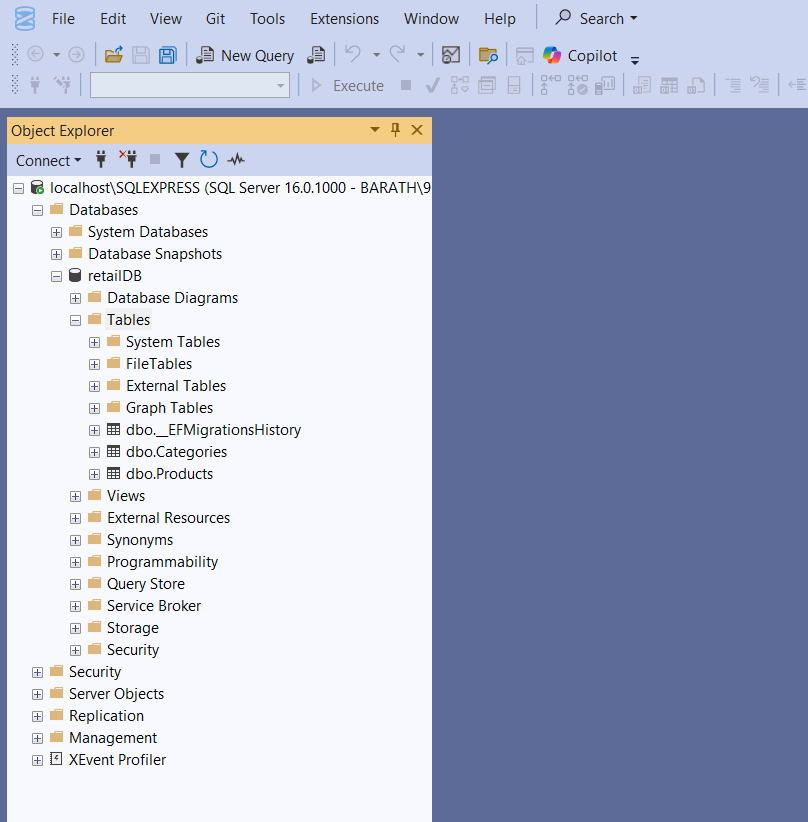 File Edit View Git Tools Extensions Window Help Search
New Query Copilot
Execute
Object Explorer
Connect
localhost\SQLEXPRESS (SQL Server 16.0.1000 - BARATH\9
Databases
System Databases
Database Snapshots
retailDB
Database Diagrams
Tables
System Tables
FileTables
External Tables
Graph Tables
dbo.__EFMigrationsHistory
dbo.Categories
dbo.Products
Views
External Resources
Synonyms
Programmability
Query Store
Service Broker
Storage
Security
Security
Server Objects
Replication
Management
XEvent Profiler